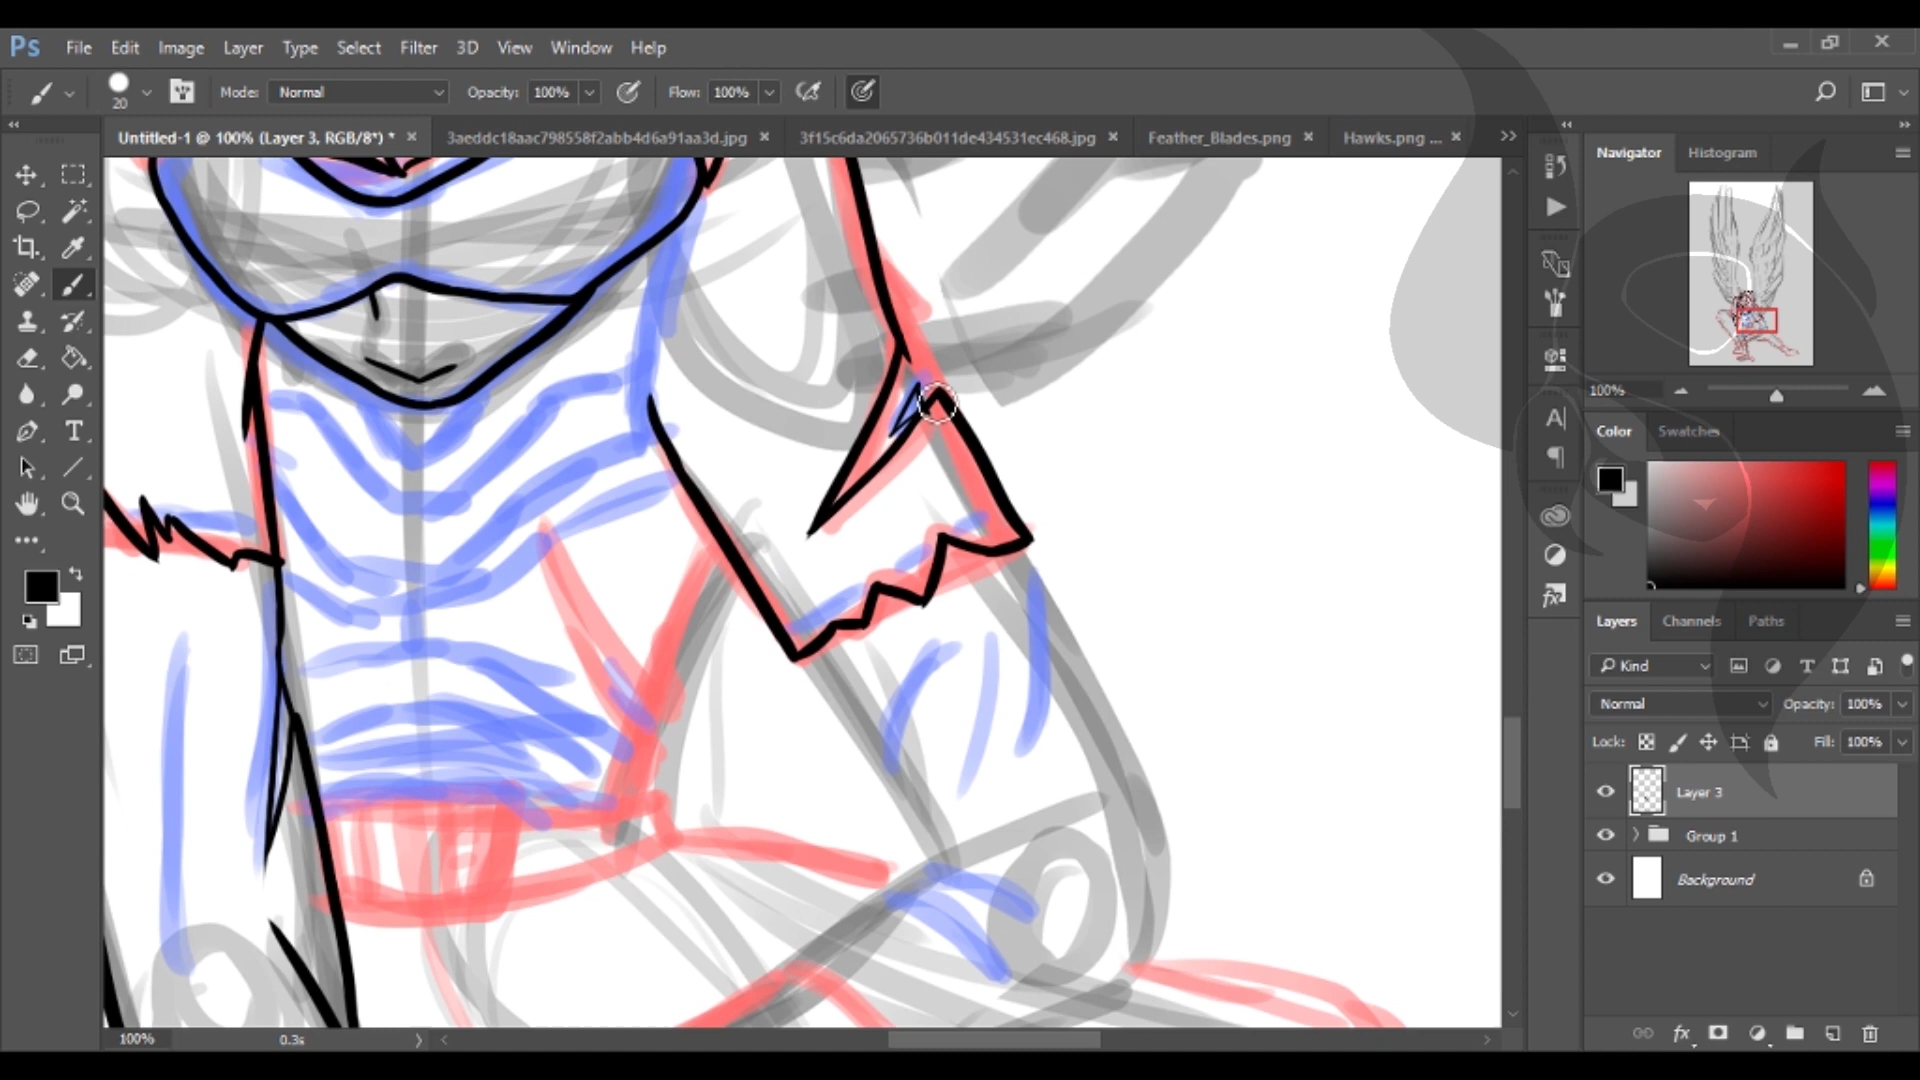 Ps File Edit Image Layer Type Select Filter 3D View Window Help
20 Mode: Normal Opacity: 100% Flow: 100%
Untitled-1 @ 100% (Layer 3, RGB/8*) * 3aeddc18aac798558f2abb4d6a91aa3d.jpg 3f15c6da2065736b011de434531ec468.jpg Feather_Blades.png Hawks.png ...
Navigator Histogram
100%
Color Swatches
Layers Channels Paths
Kind
Normal Opacity: 100%
Lock: Fill: 100%
Layer 3
Group 1
Background
100% 0.3s